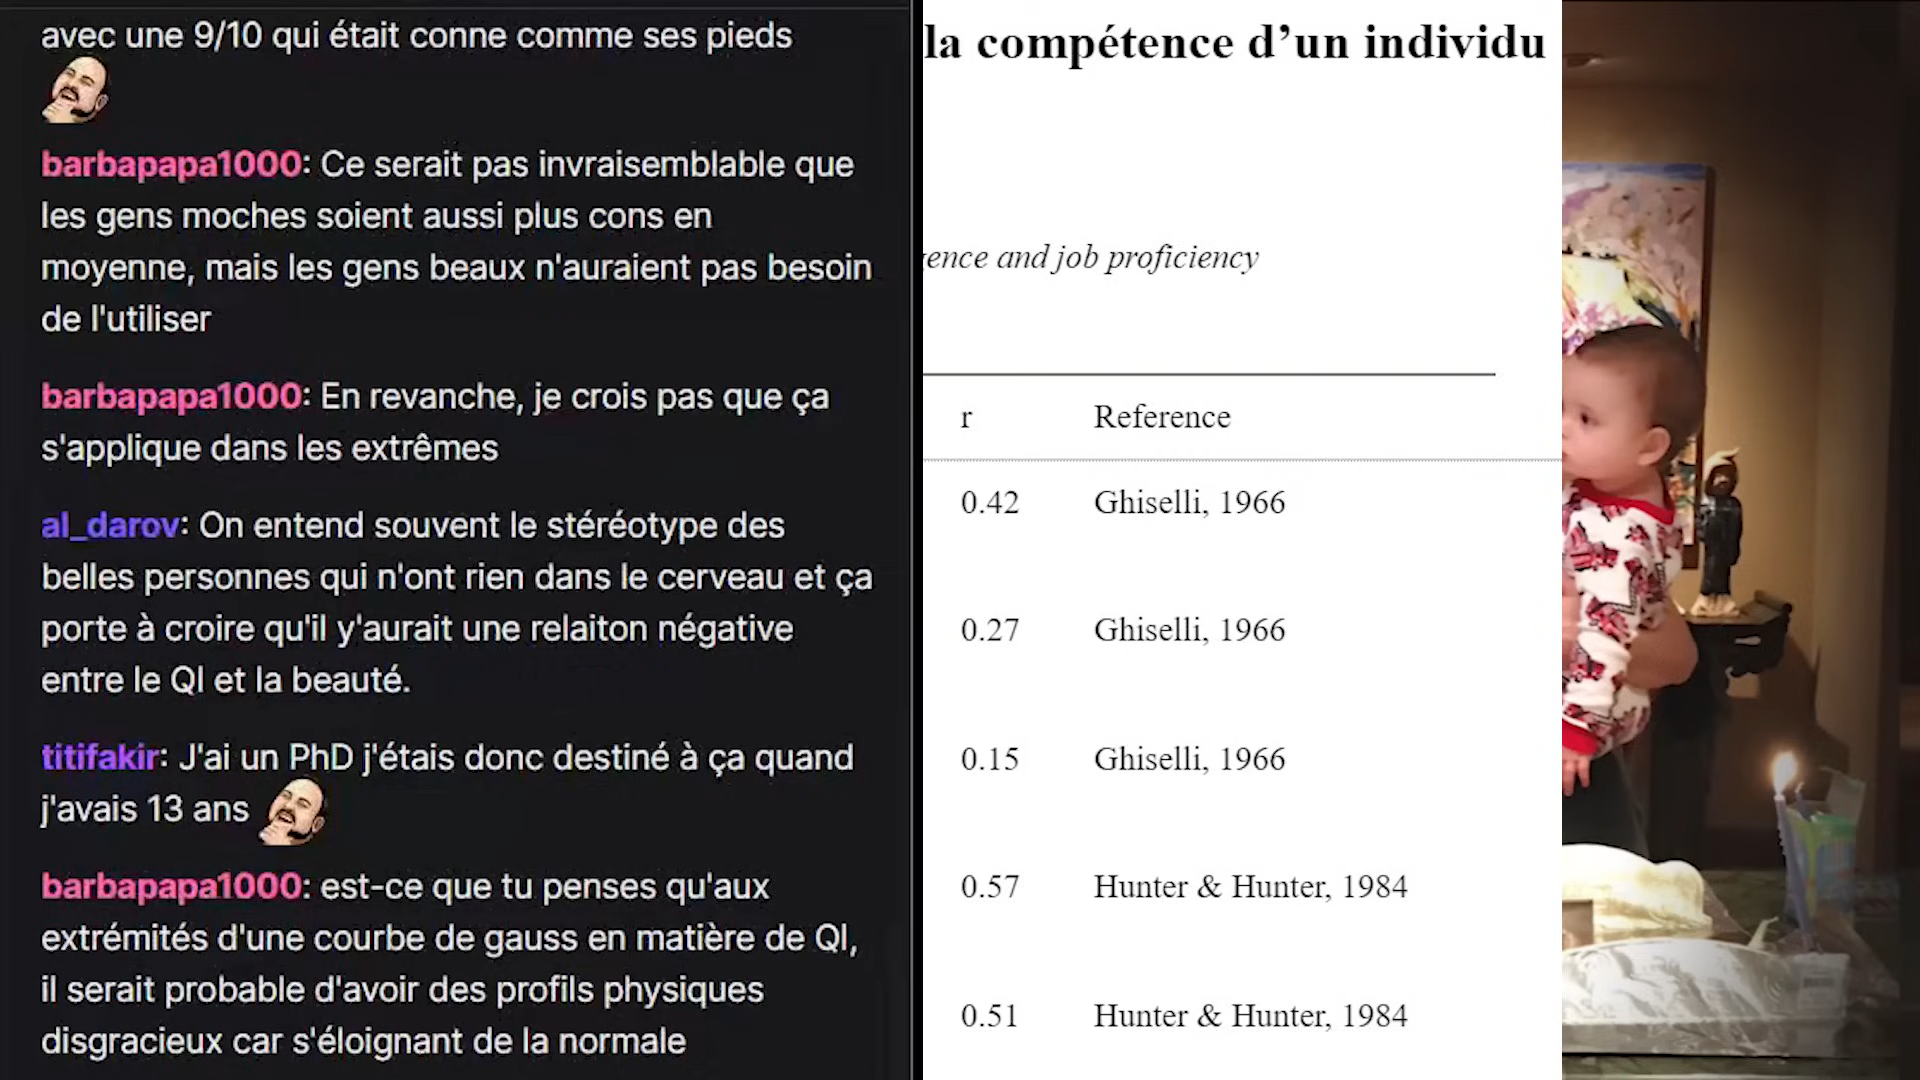 avec une 9/10 qui était conne comme ses pieds
barbapapa1000: Ce serait pas invraisemblable que
les gens moches soient aussi plus cons en
moyenne, mais les gens beaux n'auraient pas besoin
de l'utiliser
barbapapa1000: En revanche, je crois pas que ça
s'applique dans les extrêmes
al_darov: On entend souvent le stéréotype des
belles personnes qui n'ont rien dans le cerveau et ça
porte à croire qu'il y'aurait une relaiton négative
entre le QI et la beauté.
titifakir: J'ai un PhD j'étais donc destiné à ça quand
j'avais 13 ans
barbapapa1000: est-ce que tu penses qu'aux
extrémités d'une courbe de gauss en matière de QI,
il serait probable d'avoir des profils physiques
disgracieux car s'éloignant de la normale
la compétence d’un individu
ence and job proficiency
r Reference
0.42 Ghiselli, 1966
0.27 Ghiselli, 1966
0.15 Ghiselli, 1966
0.57 Hunter & Hunter, 1984
0.51 Hunter & Hunter, 1984